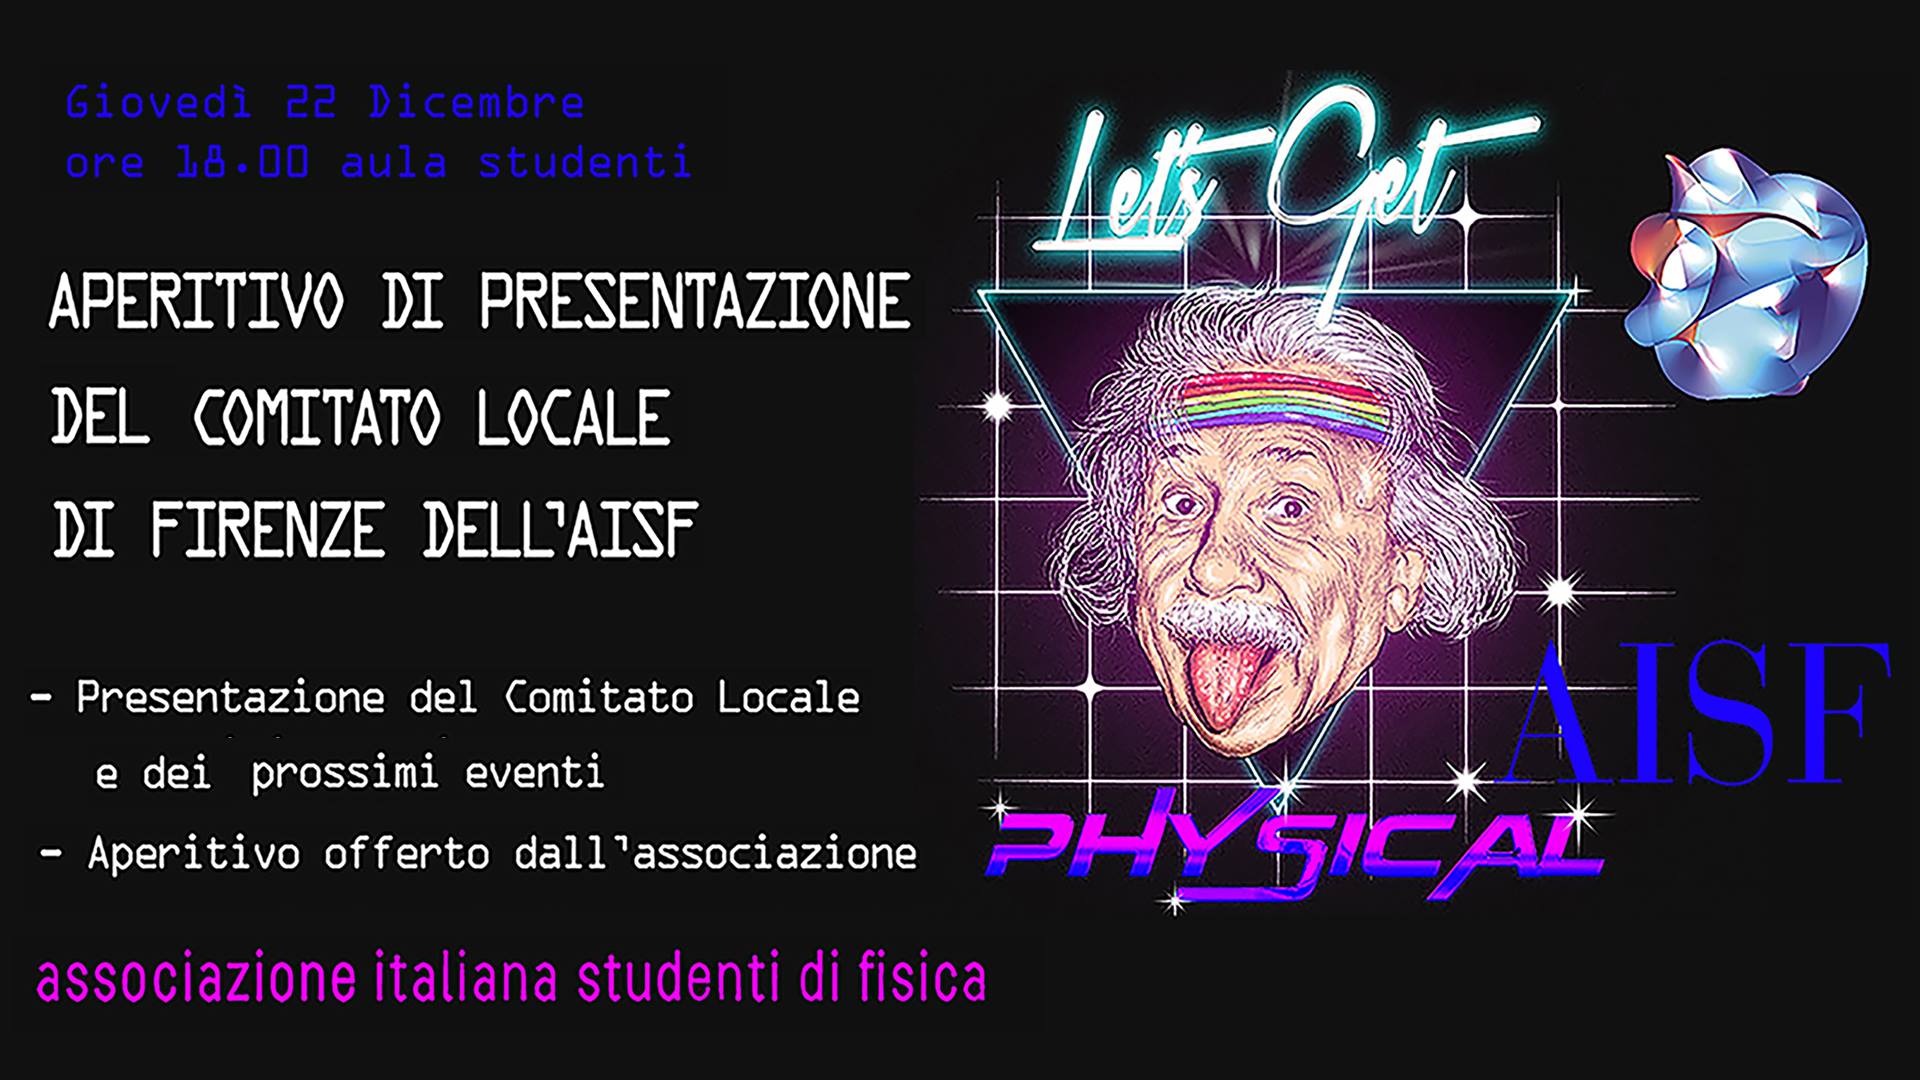 Giovedì 22 Dicembre
ore 18.00 aula studenti
APERITIVO DI PRESENTAZIONE
DEL COMITATO LOCALE
DI FIRENZE DELL'AISF
- Presentazione del Comitato Locale
e dei prossimi eventi
- Aperitivo offerto dall'associazione
associazione italiana studenti di fisica
Let's Get
PHYSICAL
AISF